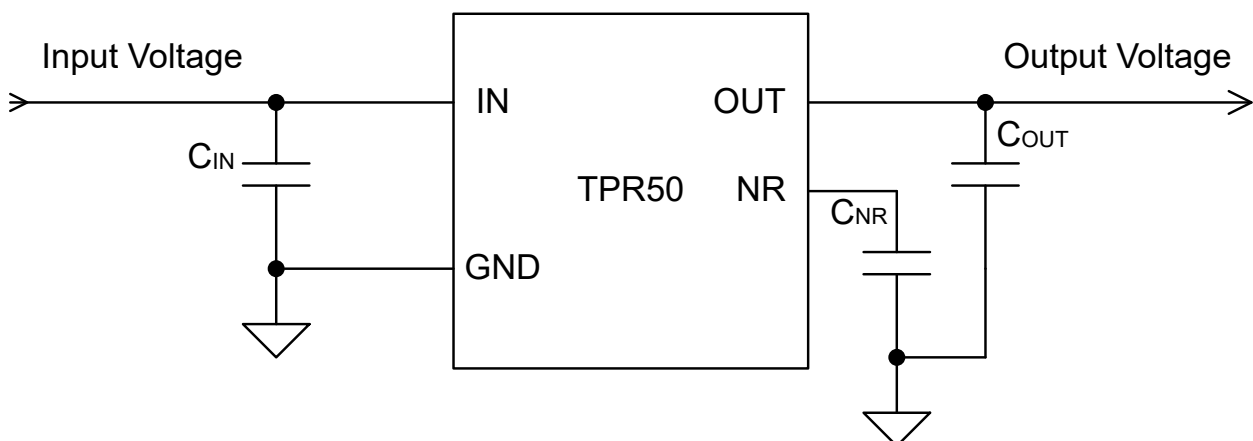 Input Voltage
Output Voltage
IN
OUT
COUT
CIN
TPR50
NR
CNR
GND